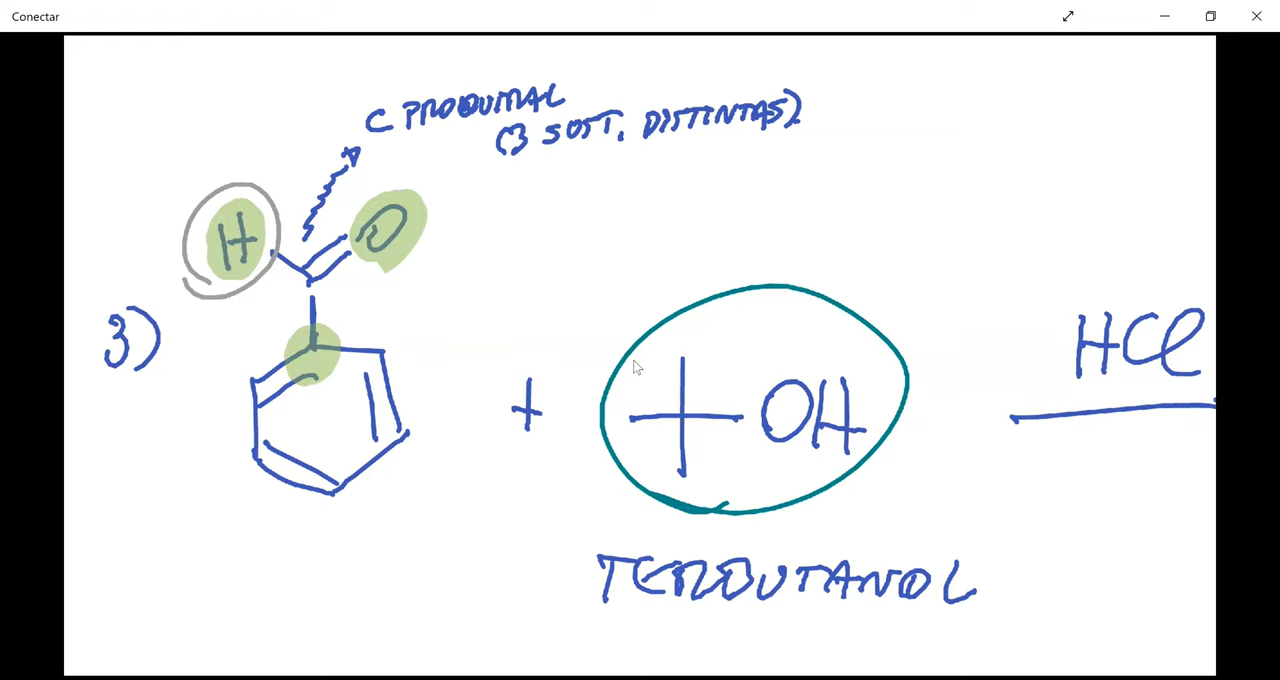 Conectar
C PROQUIRAL
(3 SUST. DISTINTAS)
H
O
3)
+
OH
HCl
TERBUTANOL